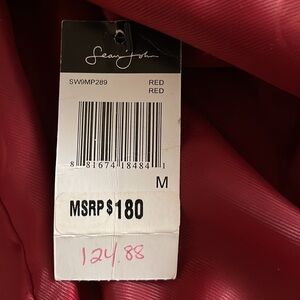 Sean John
SW9MP289 RED
RED
8 81674 18484 1
M
MSRP $180
124.88